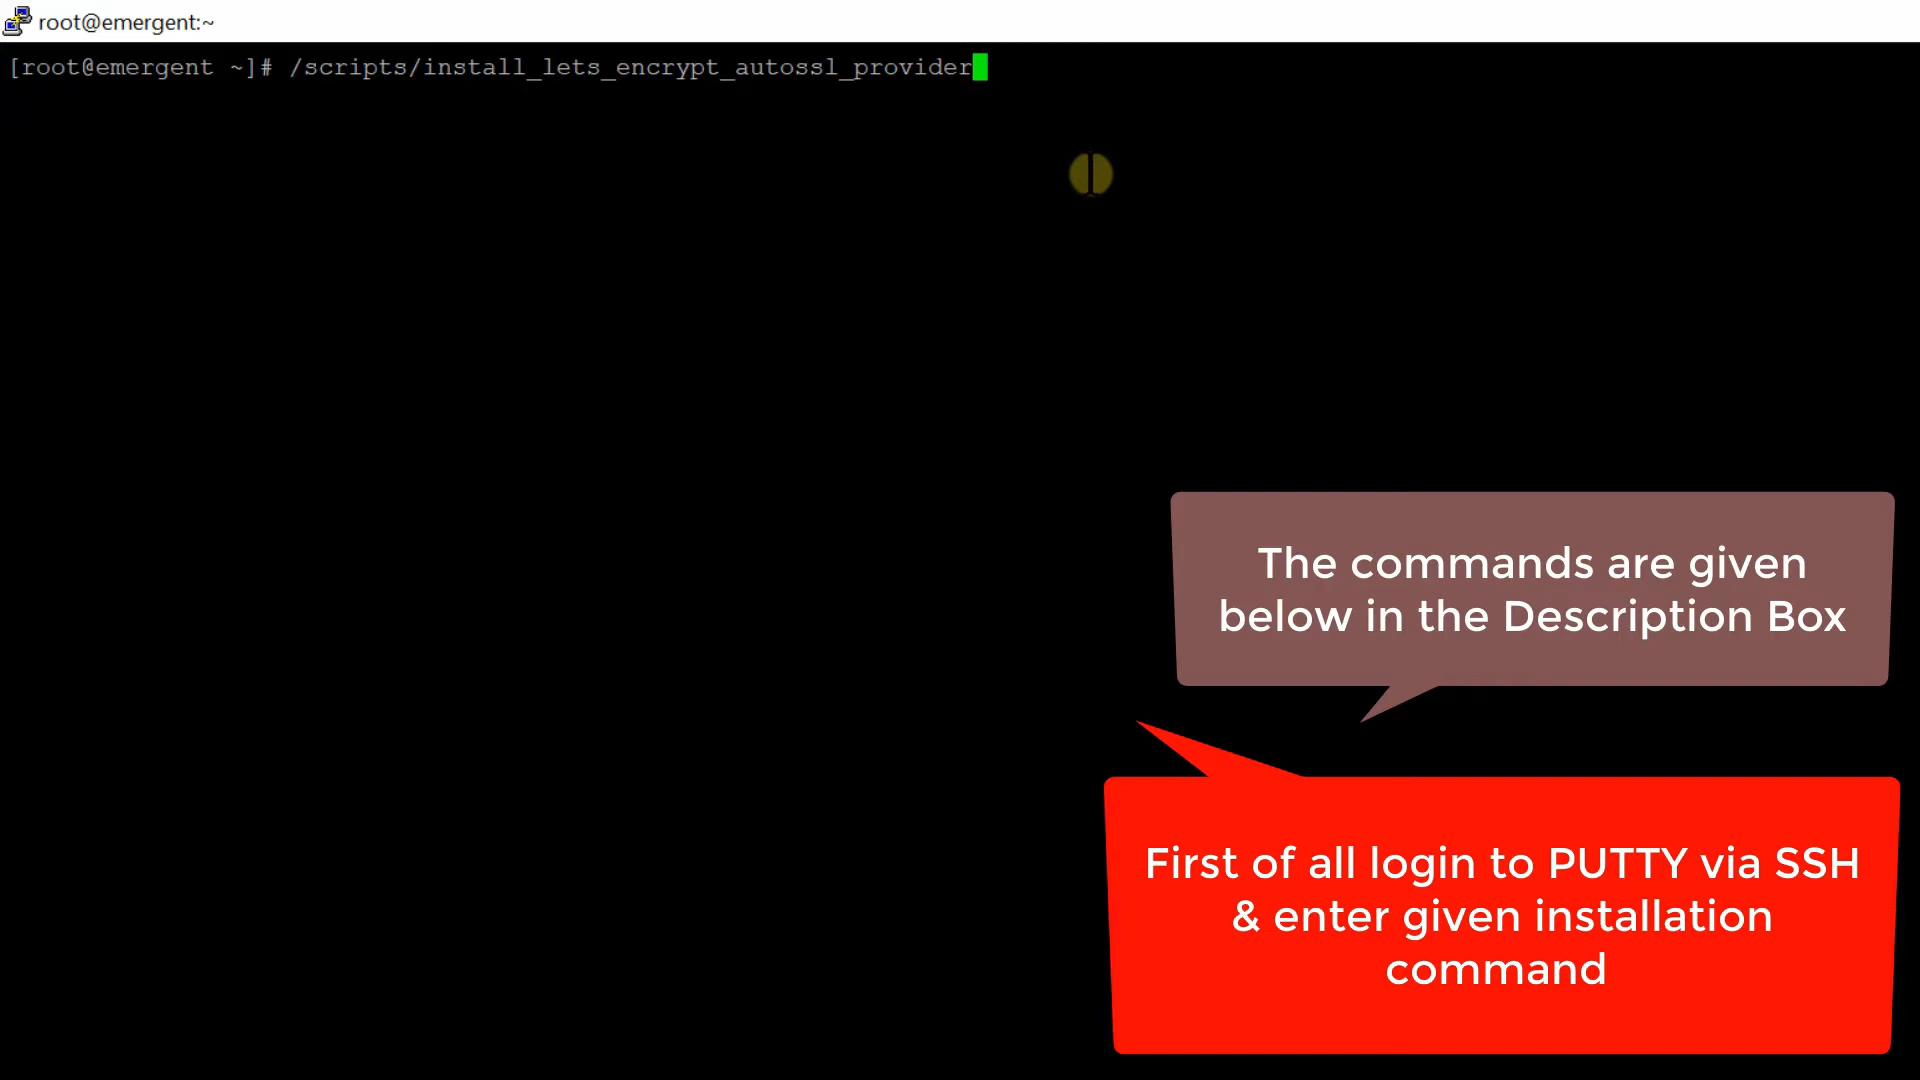 root@emergent:~
[root@emergent ~]# /scripts/install_lets_encrypt_autossl_provider
The commands are given
below in the Description Box
First of all login to PUTTY via SSH
& enter given installation
command